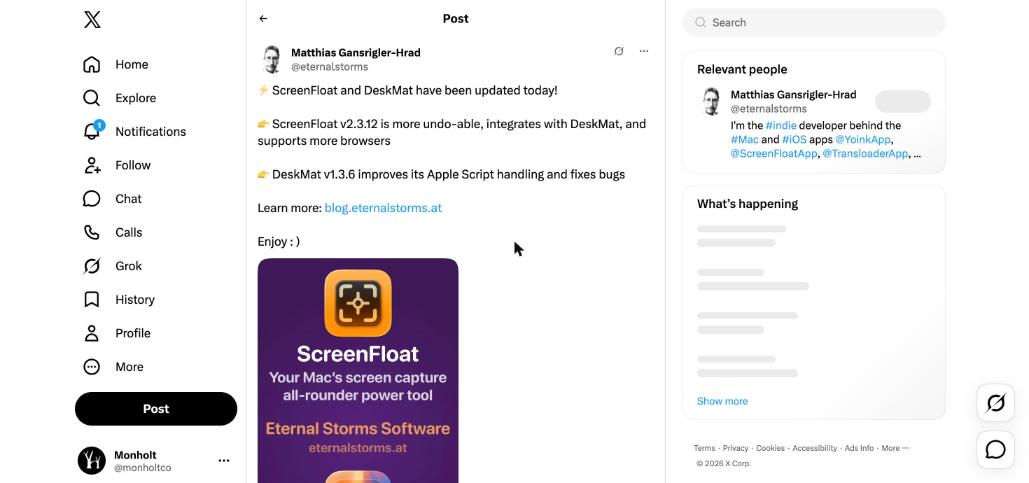 Home
Explore
1
Notifications
Follow
Chat
Calls
Grok
History
Profile
More
Post
Monholt
@monholtco
Post
Matthias Gansrigler-Hrad
@eternalstorms
⚡ ScreenFloat and DeskMat have been updated today!
👉 ScreenFloat v2.3.12 is more undo-able, integrates with DeskMat, and
supports more browsers
👉 DeskMat v1.3.6 improves its Apple Script handling and fixes bugs
Learn more: blog.eternalstorms.at
Enjoy : )
ScreenFloat
Your Mac's screen capture
all-rounder power tool
Eternal Storms Software
eternalstorms.at
Search
Relevant people
Matthias Gansrigler-Hrad
@eternalstorms
I'm the #indie developer behind the
#Mac and #iOS apps @YoinkApp,
@ScreenFloatApp, @TransloaderApp, ...
What's happening
Show more
Terms · Privacy · Cookies · Accessibility · Ads Info · More ···
© 2026 X Corp.